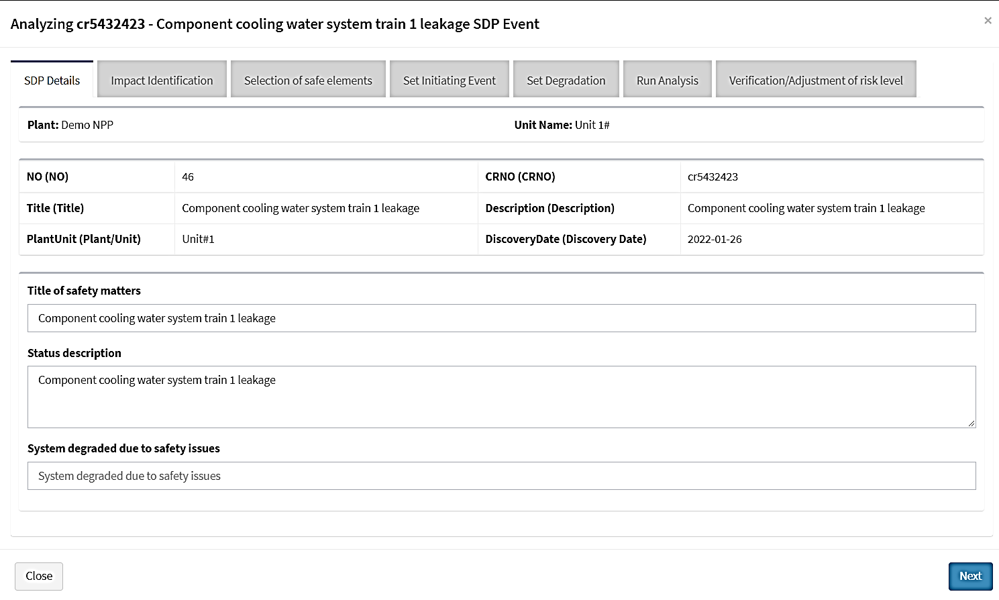 Analyzing cr5432423 - Component cooling water system train 1 leakage SDP Event
×
SDP Details
Impact Identification
Selection of safe elements
Set Initiating Event
Set Degradation
Run Analysis
Verification/Adjustment of risk level
Plant: Demo NPP
Unit Name: Unit 1#
NO (NO) 46 CRNO (CRNO) cr5432423
Title (Title) Component cooling water system train 1 leakage Description (Description) Component cooling water system train 1 leakage
PlantUnit (Plant/Unit) Unit#1 DiscoveryDate (Discovery Date) 2022-01-26
Title of safety matters
Component cooling water system train 1 leakage
Status description
Component cooling water system train 1 leakage
System degraded due to safety issues
System degraded due to safety issues
Close
Next